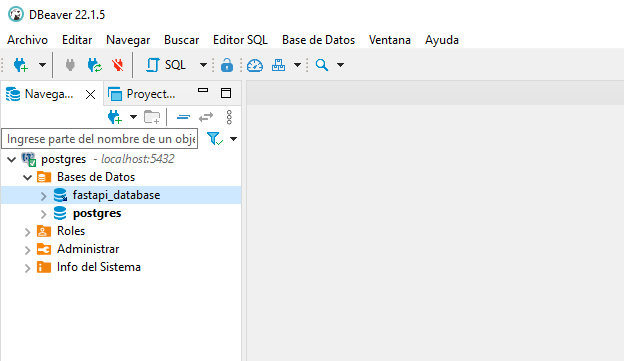 DBeaver 22.1.5
Archivo Editar Navegar Buscar Editor SQL Base de Datos Ventana Ayuda
SQL
Navega... Proyect...
Ingrese parte del nombre de un obje
postgres - localhost:5432
Bases de Datos
fastapi_database
postgres
Roles
Administrar
Info del Sistema